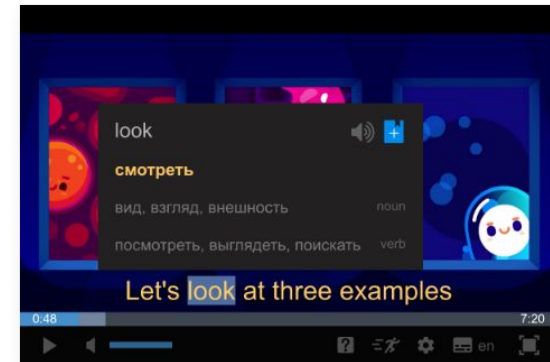 look
смотреть
вид, взгляд, внешность noun
посмотреть, выглядеть, поискать verb
Let's look at three examples
0:48 7:20
? en